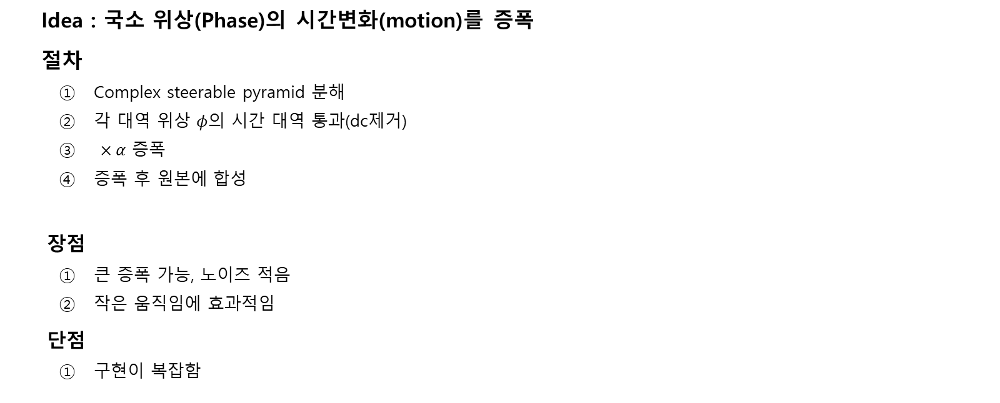 Idea : 국소 위상(Phase)의 시간변화(motion)를 증폭
절차
① Complex steerable pyramid 분해
② 각 대역 위상 𝜙의 시간 대역 통과(dc제거)
③ × 𝛼 증폭
④ 증폭 후 원본에 합성
장점
① 큰 증폭 가능, 노이즈 적음
② 작은 움직임에 효과적임
단점
① 구현이 복잡함